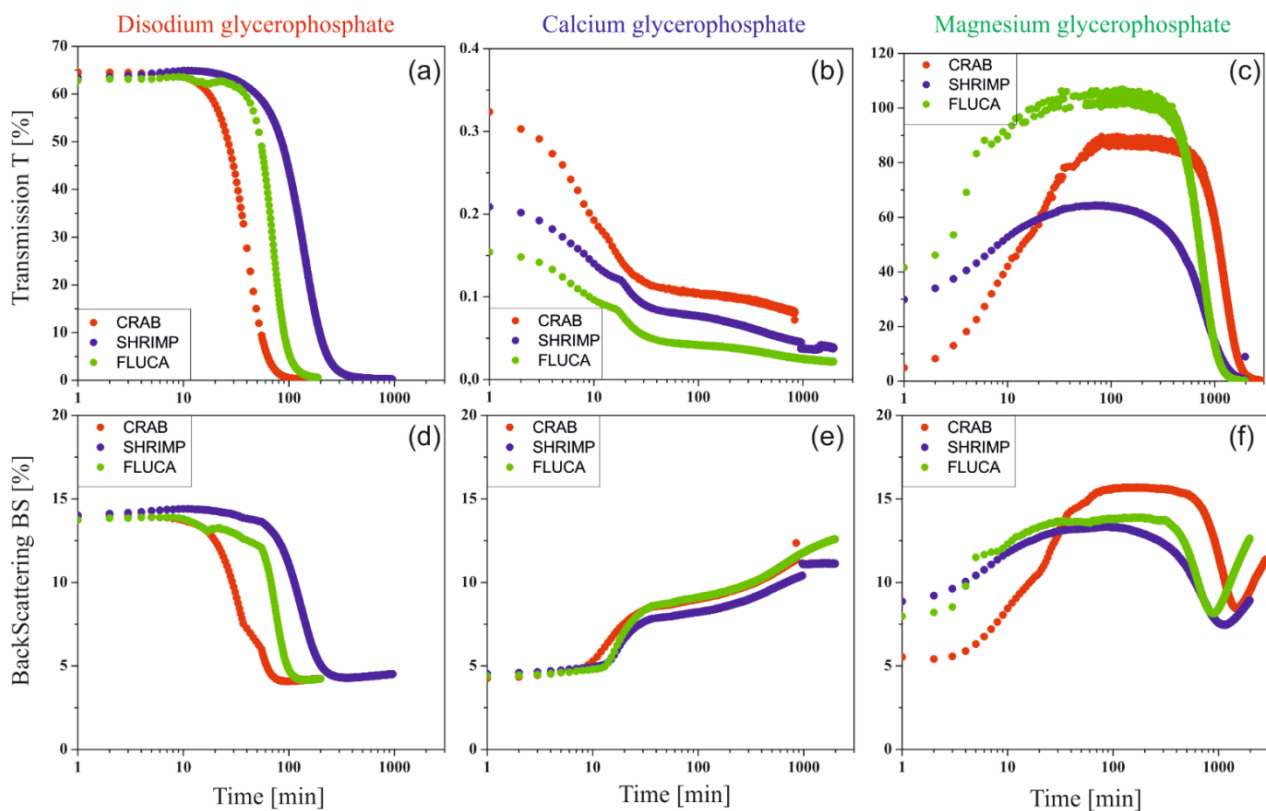 Disodium glycerophosphate
Calcium glycerophosphate
Magnesium glycerophosphate
Transmission T [%]
70
60
50
40
30
20
10
0
(a)
CRAB
SHRIMP
FLUCA
1
10
100
1000
0.4
0.3
0.2
0.1
0,0
(b)
CRAB
SHRIMP
FLUCA
1
10
100
1000
120
100
80
60
40
20
0
(c)
CRAB
SHRIMP
FLUCA
1
10
100
1000
BackScattering BS [%]
20
15
10
5
0
(d)
CRAB
SHRIMP
FLUCA
1
10
100
1000
Time [min]
20
15
10
5
0
(e)
CRAB
SHRIMP
FLUCA
1
10
100
1000
Time [min]
20
15
10
5
0
(f)
CRAB
SHRIMP
FLUCA
1
10
100
1000
Time [min]